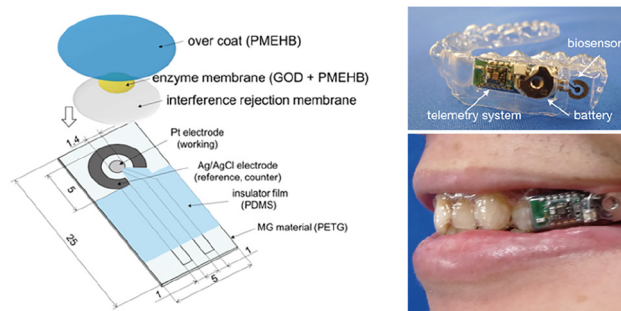 over coat (PMEHB)
enzyme membrane (GOD + PMEHB)
interference rejection membrane
1.4
Pt electrode
(working)
Ag/AgCl electrode
(reference, counter)
5
insulator film
(PDMS)
25
MG material (PETG)
1
5
1
biosensor
telemetry system
battery